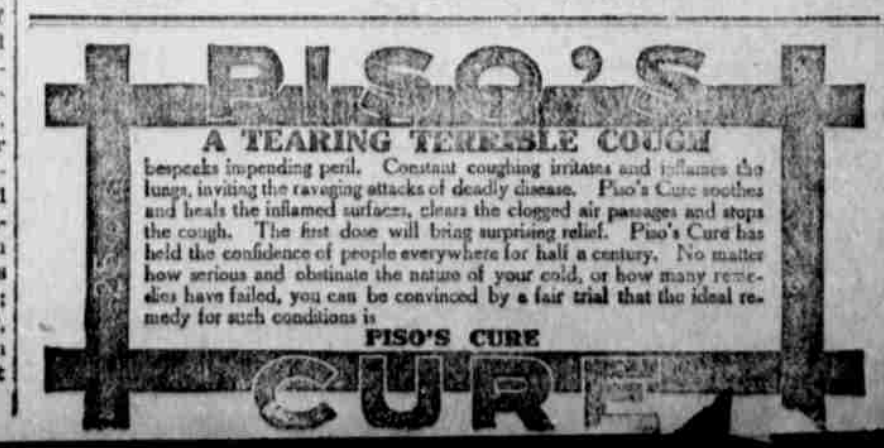 PISO'S
A TEARING TERRIBLE COUGH
bespeaks impending peril. Constant coughing irritates and inflames the
lungs, inviting the ravaging attacks of deadly disease. Piso's Cure soothes
and heals the inflamed surfaces, clears the clogged air passages and stops
the cough. The first dose will bring surprising relief. Piso's Cure has
held the confidence of people everywhere for half a century. No matter
how serious and obstinate the nature of your cold, or how many reme-
dies have failed, you can be convinced by a fair trial that the ideal re-
medy for such conditions is
PISO'S CURE
CURE